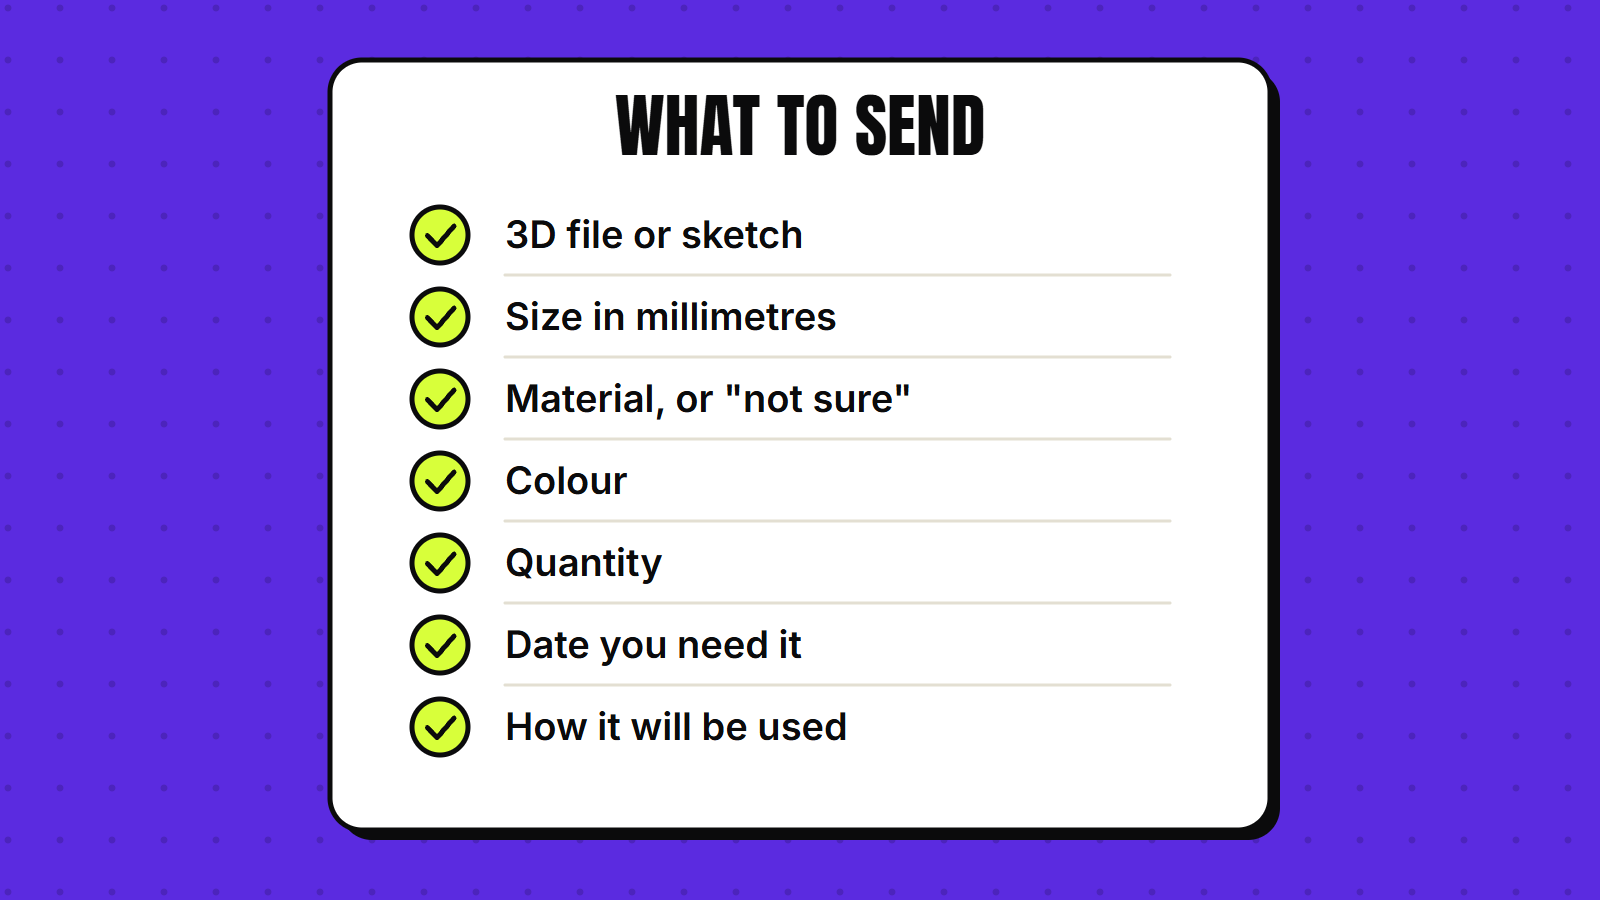 WHAT TO SEND
3D file or sketch
Size in millimetres
Material, or "not sure"
Colour
Quantity
Date you need it
How it will be used